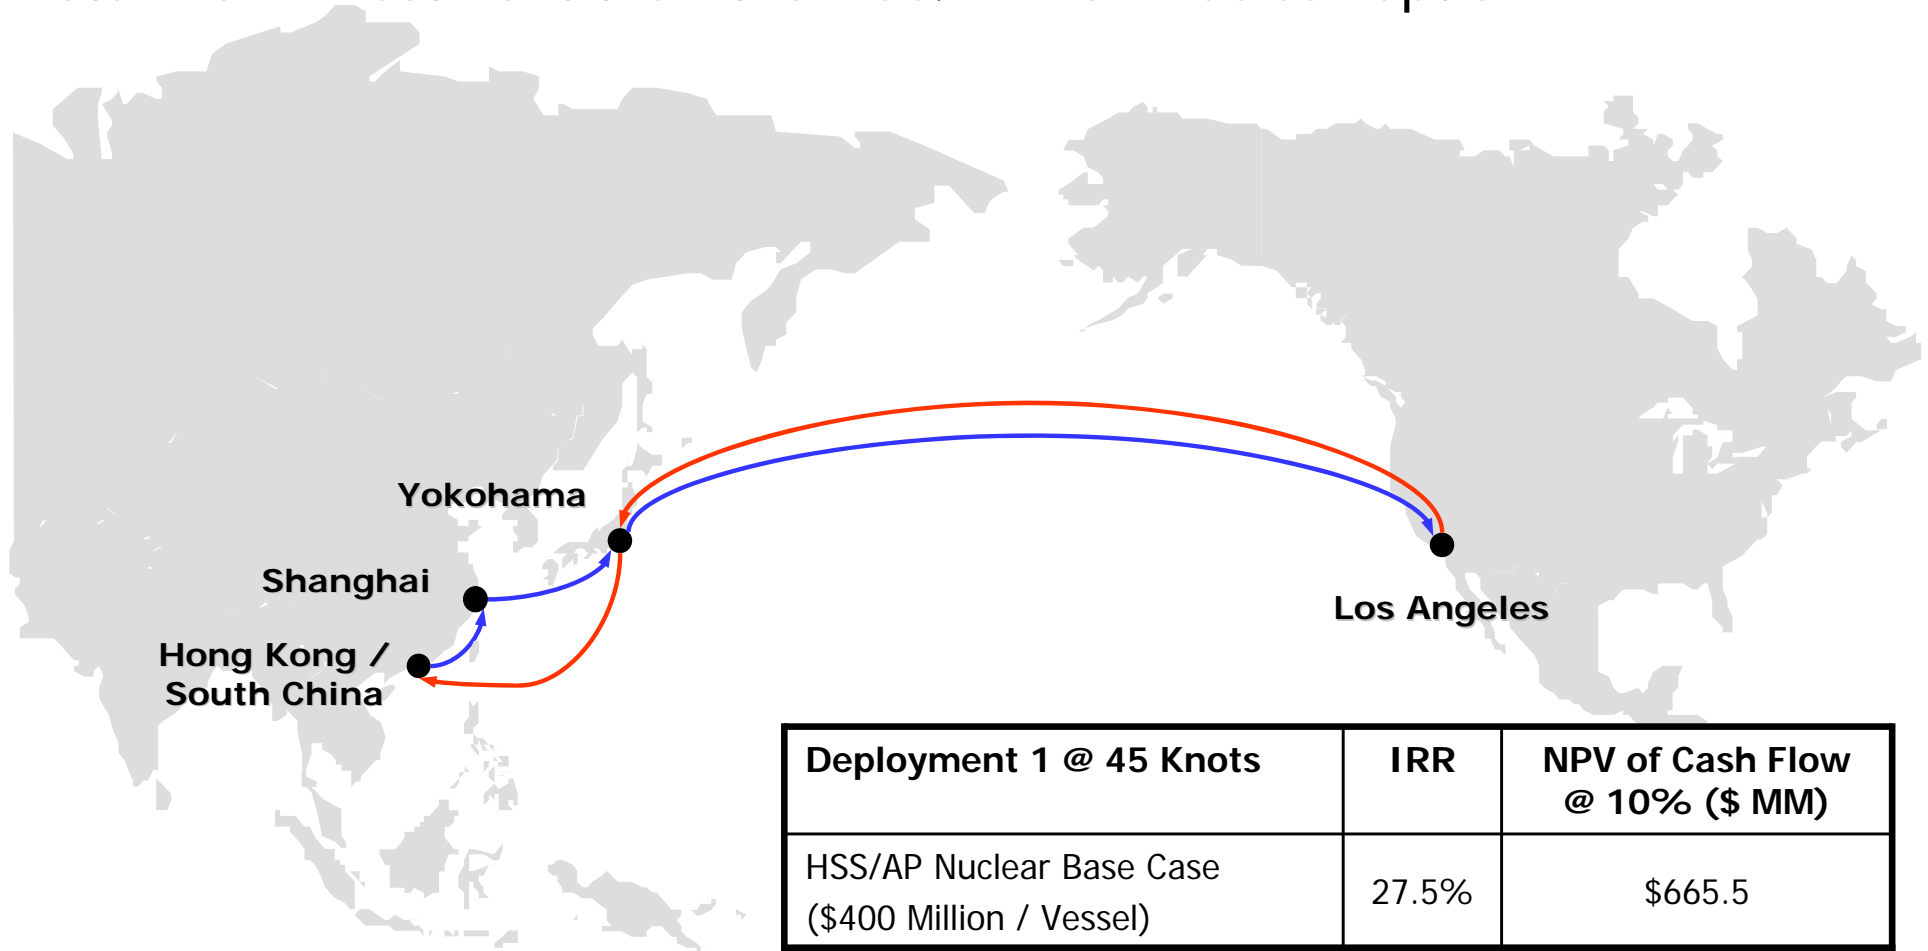 Yokohama
Shanghai
Hong Kong /
South China
Los Angeles
Deployment 1 @ 45 Knots
IRR
NPV of Cash Flow
@ 10% ($ MM)
HSS/AP Nuclear Base Case
($400 Million / Vessel)
27.5%
$665.5